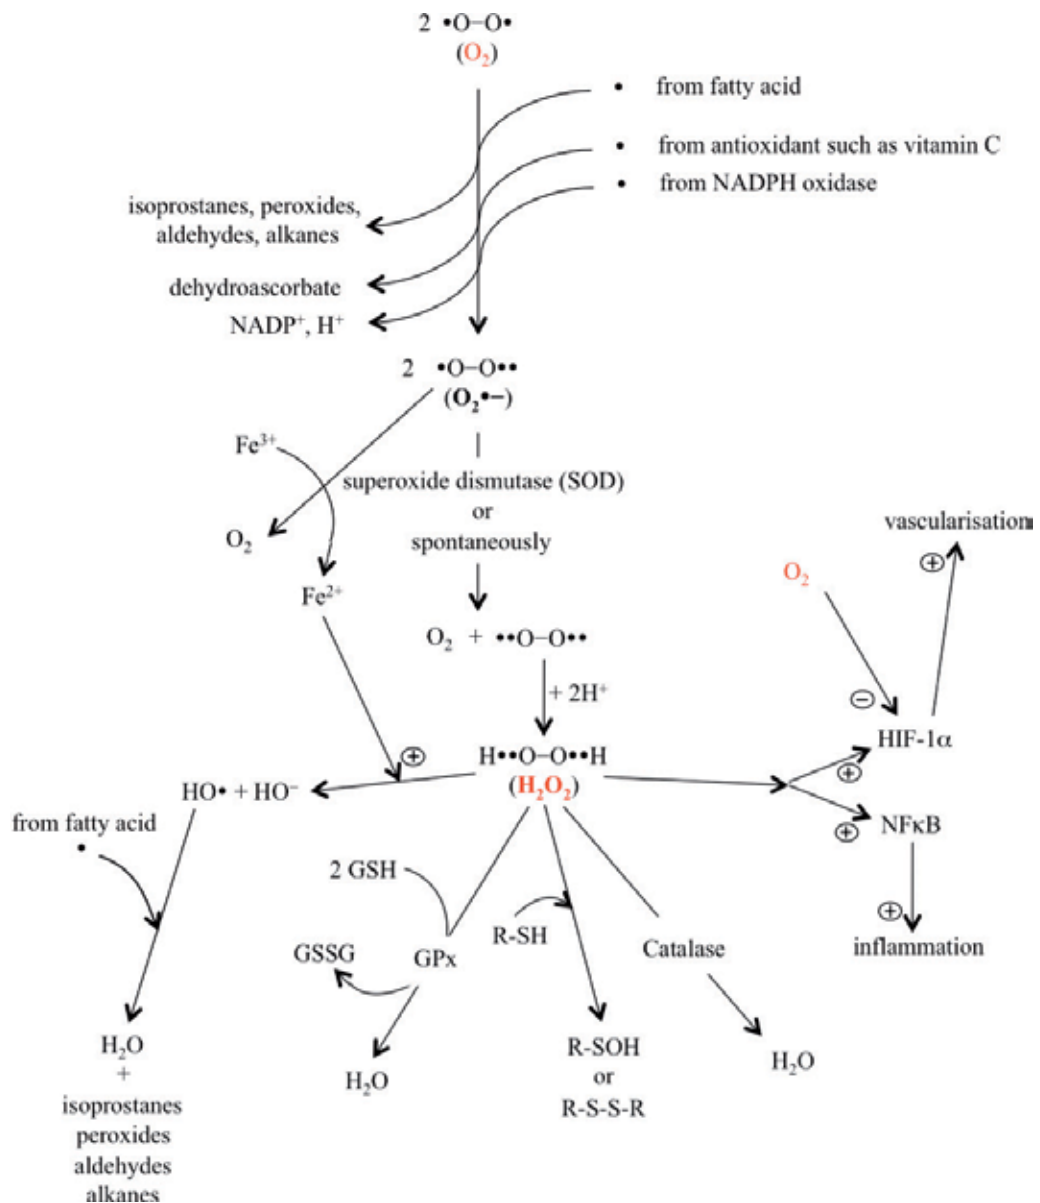 2 •O–O•
(O₂)
• from fatty acid
• from antioxidant such as vitamin C
• from NADPH oxidase
isoprostanes, peroxides,
aldehydes, alkanes
dehydroascorbate
NADP⁺, H⁺
2 •O–O••
(O₂•–)
Fe³⁺
superoxide dismutase (SOD)
or
spontaneously
O₂
Fe²⁺
O₂ + ••O–O••
+ 2H⁺
H••O–O••H
(H₂O₂)
+
HO• + HO⁻
from fatty acid
•
2 GSH
GSSG
GPx
H₂O
R-SH
R-SOH
or
R-S-S-R
Catalase
H₂O
H₂O
+
isoprostanes
peroxides
aldehydes
alkanes
vascularisation
+
O₂
−
HIF-1α
+
+
NFκB
+
inflammation